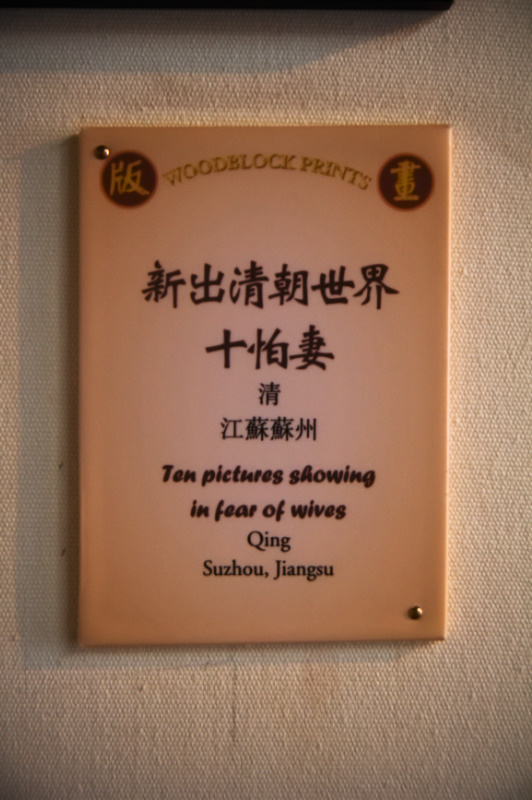 版 WOODBLOCK PRINTS 畫
新出清朝世界
十怕妻
清
江蘇蘇州
Ten pictures showing
in fear of wives
Qing
Suzhou, Jiangsu